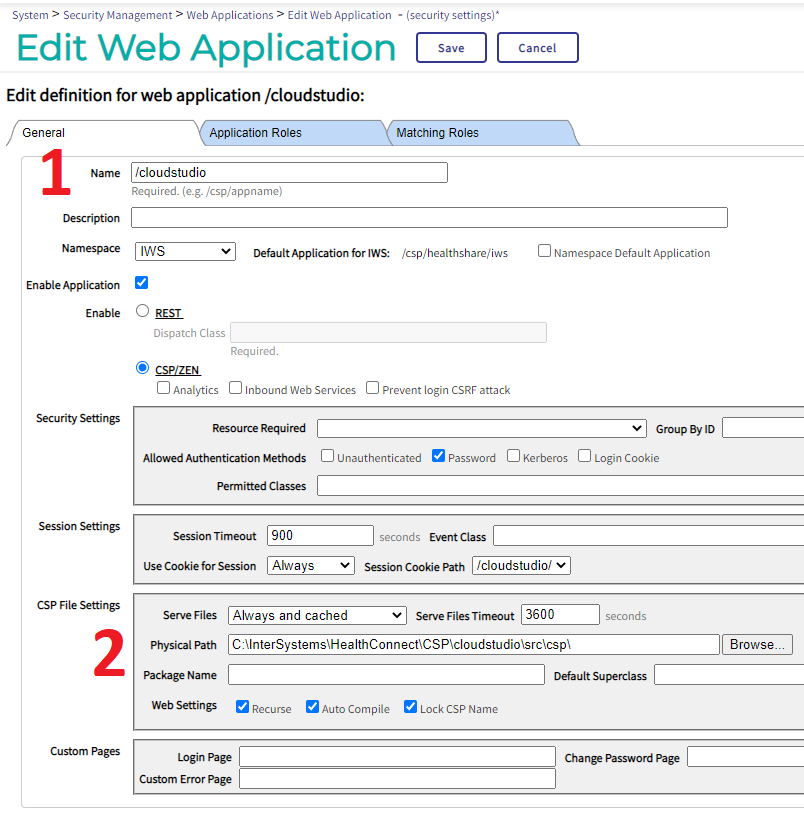 System > Security Management > Web Applications > Edit Web Application - (security settings)*
Edit Web Application Save Cancel
Edit definition for web application /cloudstudio:
General Application Roles Matching Roles
1 Name /cloudstudio
Required. (e.g. /csp/appname)
Description
Namespace IWS Default Application for IWS: /csp/healthshare/iws Namespace Default Application
Enable Application
Enable REST
Dispatch Class
Required.
CSP/ZEN
Analytics Inbound Web Services Prevent login CSRF attack
Security Settings
Resource Required Group By ID
Allowed Authentication Methods Unauthenticated Password Kerberos Login Cookie
Permitted Classes
Session Settings
Session Timeout 900 seconds Event Class
Use Cookie for Session Always Session Cookie Path /cloudstudio/
CSP File Settings
Serve Files Always and cached Serve Files Timeout 3600 seconds
2 Physical Path C:\InterSystems\HealthConnect\CSP\cloudstudio\src\csp\ Browse...
Package Name Default Superclass
Web Settings Recurse Auto Compile Lock CSP Name
Custom Pages
Login Page Change Password Page
Custom Error Page